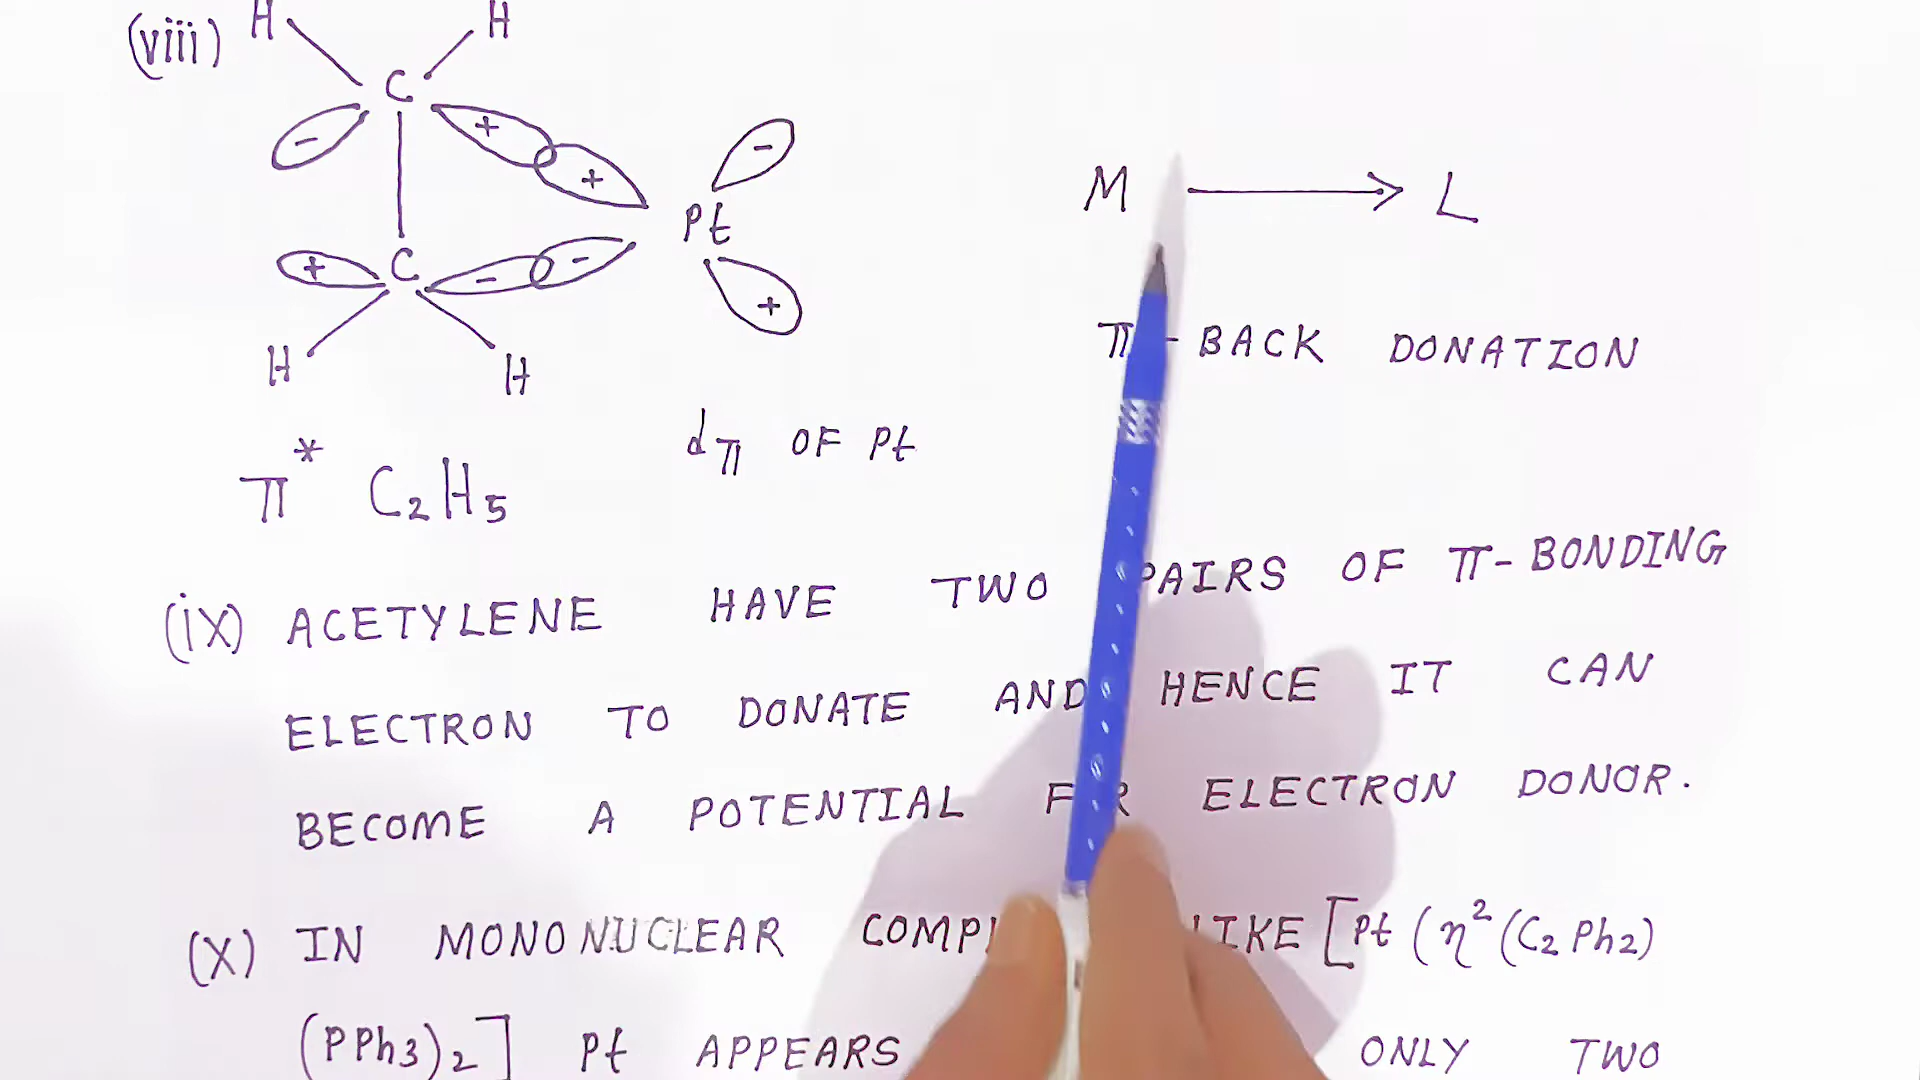 (viii) H H
C
- + + -
Pt
M → L
C
+ - - +
H H
π - BACK DONATION
dπ OF Pt
π* C2H5
(ix) ACETYLENE HAVE TWO PAIRS OF π-BONDING
ELECTRON TO DONATE AND HENCE IT CAN
BECOME A POTENTIAL ELECTRON DONOR.
(X) IN MONONUCLEAR LIKE [Pt (η²(C2Ph2)
(PPh3)2] Pt APPEARS ONLY TWO